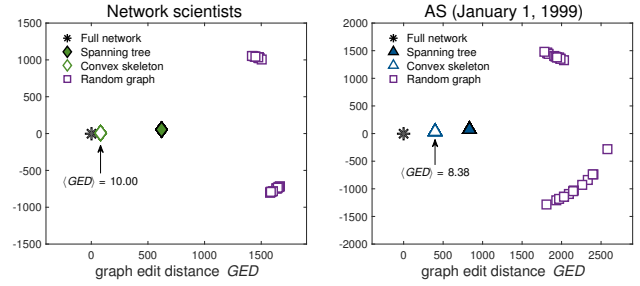 Network scientists
1500
1000
500
0
-500
-1000
-1500
0
500
1000
1500
Full network
Spanning tree
Convex skeleton
Random graph
⟨GED⟩ = 10.00
graph edit distance GED
AS (January 1, 1999)
2000
1500
1000
500
0
-500
-1000
-1500
-2000
0
500
1000
1500
2000
2500
Full network
Spanning tree
Convex skeleton
Random graph
⟨GED⟩ = 8.38
graph edit distance GED